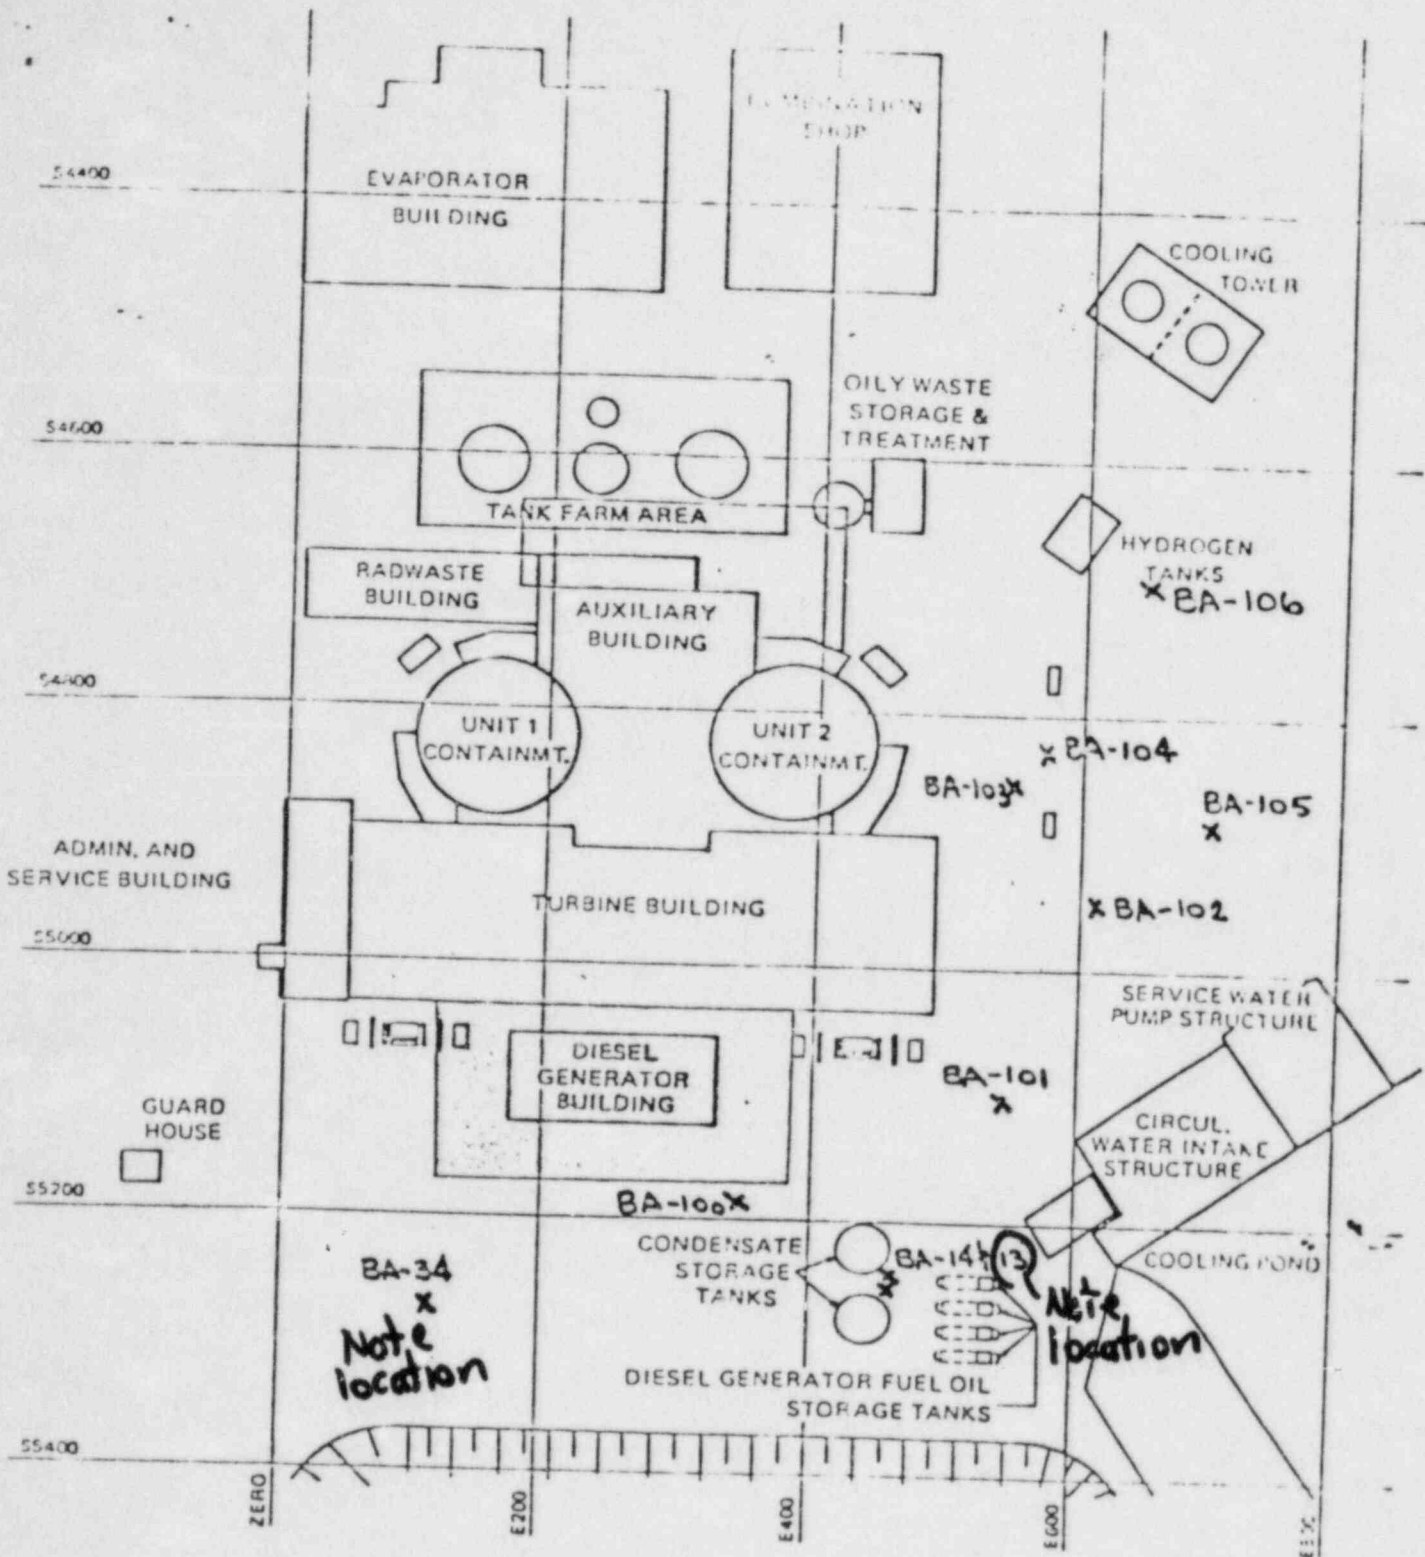 S4400
EVAPORATOR
BUILDING
SHOP
COOLING
TOWER
S4600
OILY WASTE
STORAGE &
TREATMENT
TANK FARM AREA
HYDROGEN
TANKS
BA-106
RADWASTE
BUILDING
AUXILIARY
BUILDING
S4800
UNIT 1
CONTAINMT.
UNIT 2
CONTAINMT.
BA-104
BA-103
BA-105
ADMIN. AND
SERVICE BUILDING
TURBINE BUILDING
BA-102
S5000
SERVICE WATER
PUMP STRUCTURE
DIESEL
GENERATOR
BUILDING
BA-101
GUARD
HOUSE
CIRCUL.
WATER INTAKE
STRUCTURE
S5200
BA-100
CONDENSATE
STORAGE
TANKS
BA-14
13
COOLING POND
BA-34
Note
location
Note
location
DIESEL GENERATOR FUEL OIL
STORAGE TANKS
S5400
ZERO
E200
E400
E600